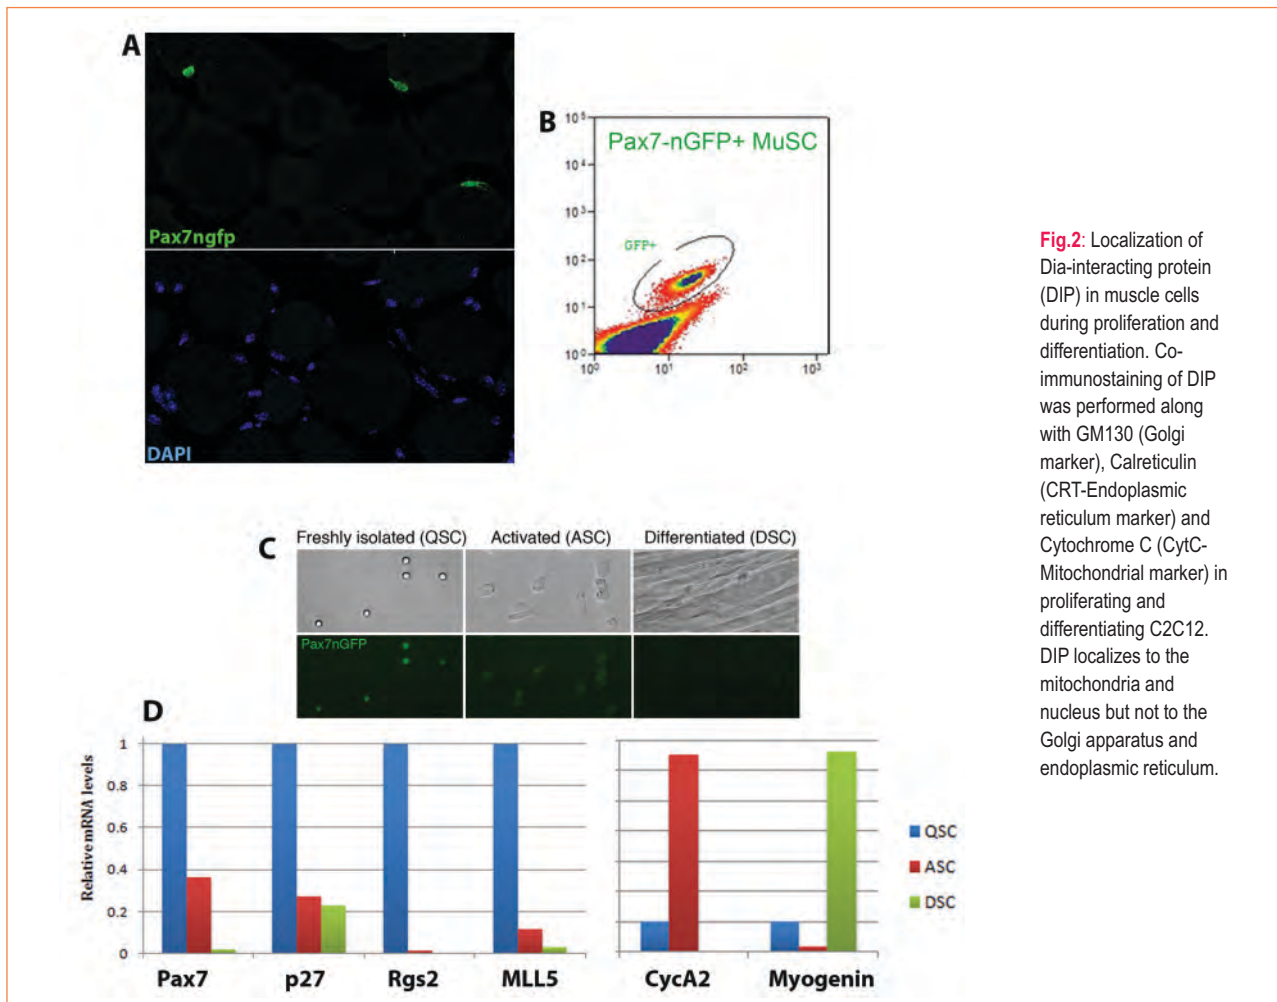 A
Pax7ngfp
DAPI
B
Pax7-nGFP+ MuSC
GFP+
10⁵
10⁴
10³
10²
10¹
10⁰
10⁰ 10¹ 10² 10³
C
Freshly isolated (QSC) Activated (ASC) Differentiated (DSC)
Pax7nGFP
D
Relative mRNA levels
1
0.8
0.6
0.4
0.2
0
Pax7 p27 Rgs2 MLL5 CycA2 Myogenin
QSC
ASC
DSC
Fig.2: Localization of
Dia-interacting protein
(DIP) in muscle cells
during proliferation and
differentiation. Co-
immunostaining of DIP
was performed along
with GM130 (Golgi
marker), Calreticulin
(CRT-Endoplasmic
reticulum marker) and
Cytochrome C (CytC-
Mitochondrial marker) in
proliferating and
differentiating C2C12.
DIP localizes to the
mitochondria and
nucleus but not to the
Golgi apparatus and
endoplasmic reticulum.